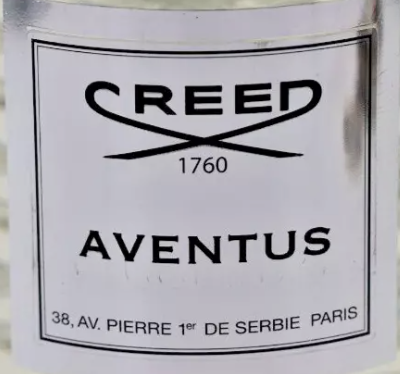 CREED
1760
AVENTUS
38, AV. PIERRE 1er DE SERBIE PARIS